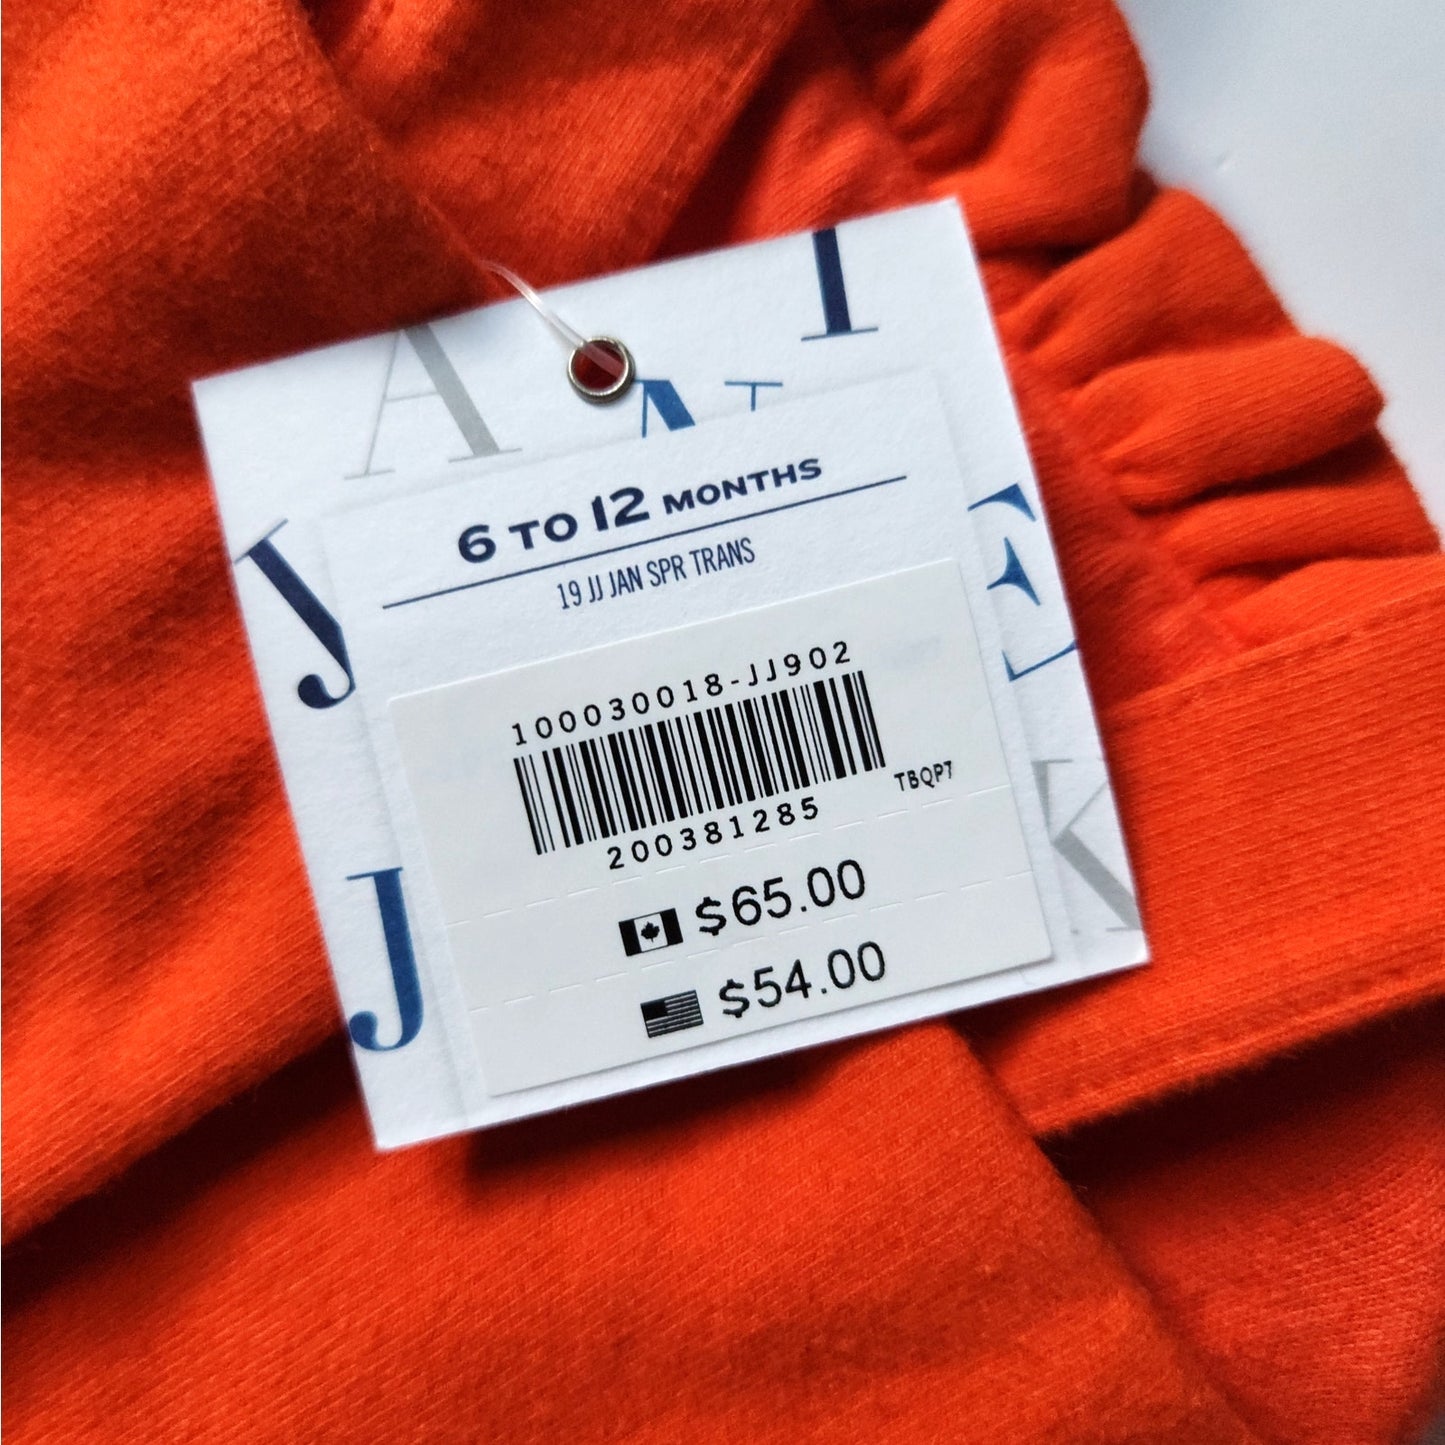 A I
N T
6 TO 12 MONTHS
19 JJ JAN SPR TRANS
J
E
100030018-JJ902
TBQP7
200381285
K
J
$65.00
$54.00